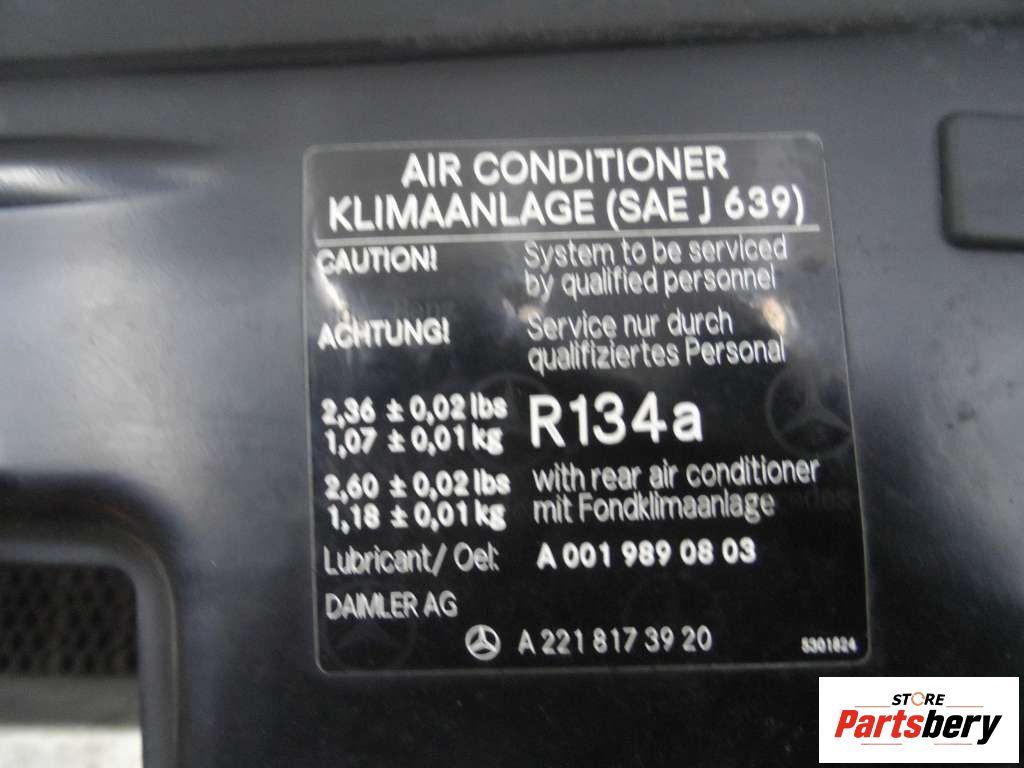 AIR CONDITIONER
KLIMAANLAGE (SAE J 639)
CAUTION! System to be serviced
by qualified personnel
ACHTUNG! Service nur durch
qualifiziertes Personal
2,36 ± 0,02 lbs R134a
1,07 ± 0,01 kg
2,60 ± 0,02 lbs with rear air conditioner
1,18 ± 0,01 kg mit Fondklimaanlage
Lubricant/ Oel: A 001 989 08 03
DAIMLER AG
A 221 817 39 20 5301824
STORE
Partsbery